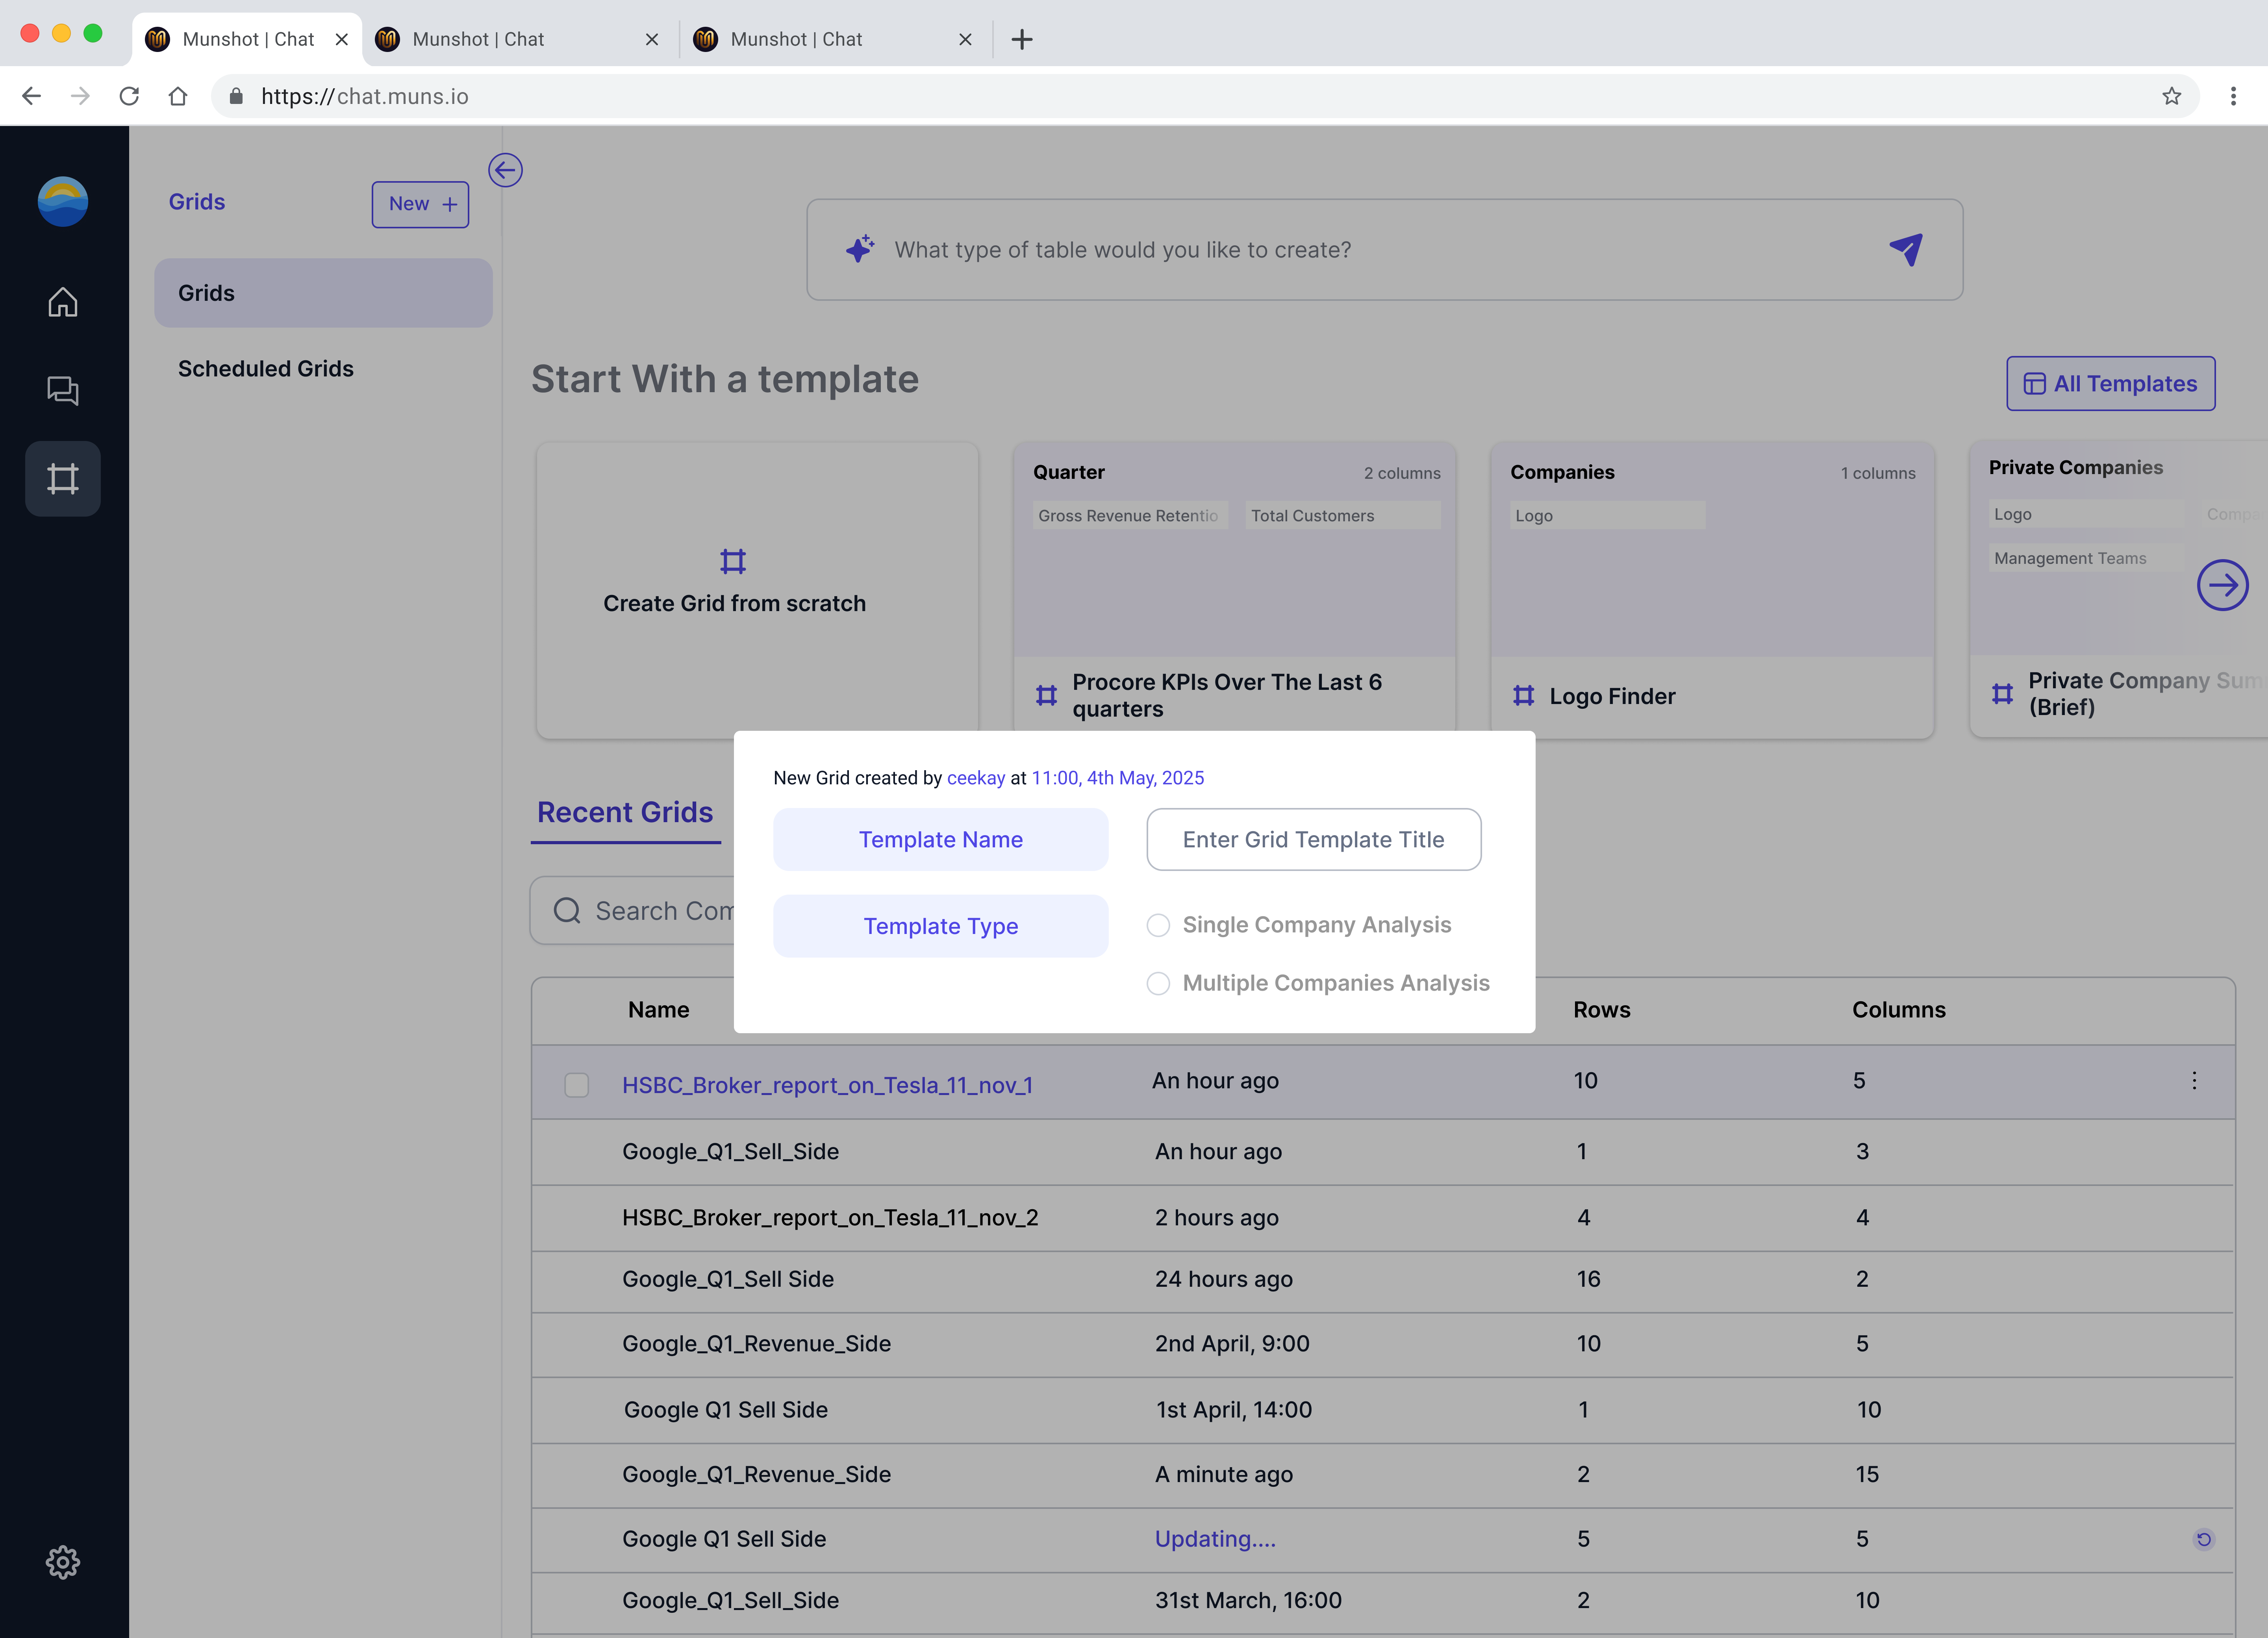 Munshot | Chat
Munshot | Chat
Munshot | Chat
https://chat.muns.io
Grids
New +
Grids
Scheduled Grids
What type of table would you like to create?
Start With a template
All Templates
Create Grid from scratch
Quarter
2 columns
Gross Revenue Retentio
Total Customers
Procore KPIs Over The Last 6
quarters
Companies
1 columns
Logo
Logo Finder
Private Companies
Logo
Compa
Management Teams
Private Company Sum
(Brief)
New Grid created by ceekay at 11:00, 4th May, 2025
Template Name
Enter Grid Template Title
Template Type
Single Company Analysis
Multiple Companies Analysis
Recent Grids
Search Com
Name Rows Columns
HSBC_Broker_report_on_Tesla_11_nov_1 An hour ago 10 5
Google_Q1_Sell_Side An hour ago 1 3
HSBC_Broker_report_on_Tesla_11_nov_2 2 hours ago 4 4
Google_Q1_Sell Side 24 hours ago 16 2
Google_Q1_Revenue_Side 2nd April, 9:00 10 5
Google Q1 Sell Side 1st April, 14:00 1 10
Google_Q1_Revenue_Side A minute ago 2 15
Google Q1 Sell Side Updating.... 5 5
Google_Q1_Sell_Side 31st March, 16:00 2 10